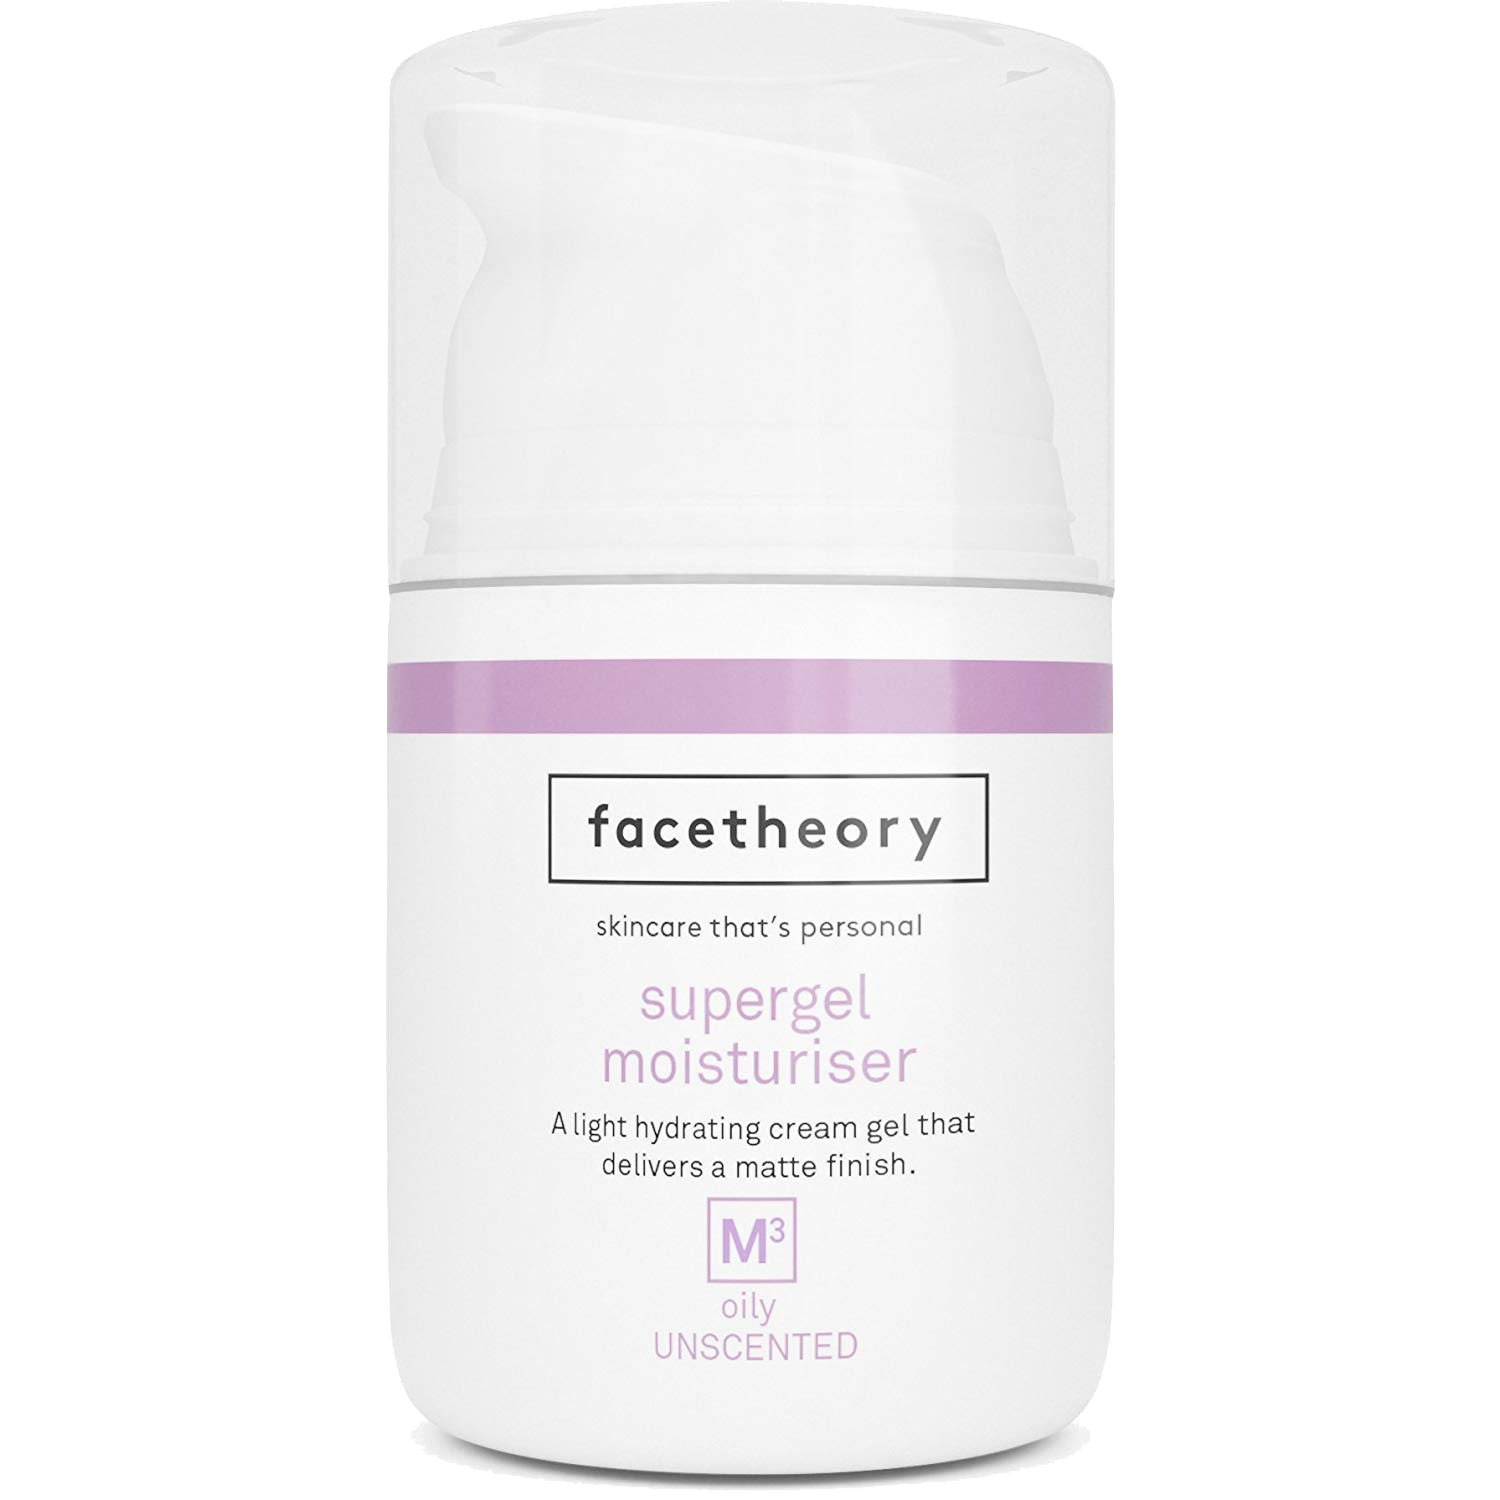 facetheory
skincare that's personal
supergel
moisturiser
A light hydrating cream gel that
delivers a matte finish.
M³
oily
UNSCENTED